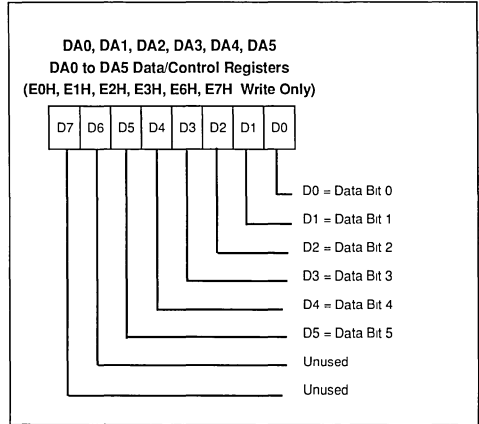 DA0, DA1, DA2, DA3, DA4, DA5
DA0 to DA5 Data/Control Registers
(E0H, E1H, E2H, E3H, E6H, E7H Write Only)
D7 D6 D5 D4 D3 D2 D1 D0
D0 = Data Bit 0
D1 = Data Bit 1
D2 = Data Bit 2
D3 = Data Bit 3
D4 = Data Bit 4
D5 = Data Bit 5
Unused
Unused